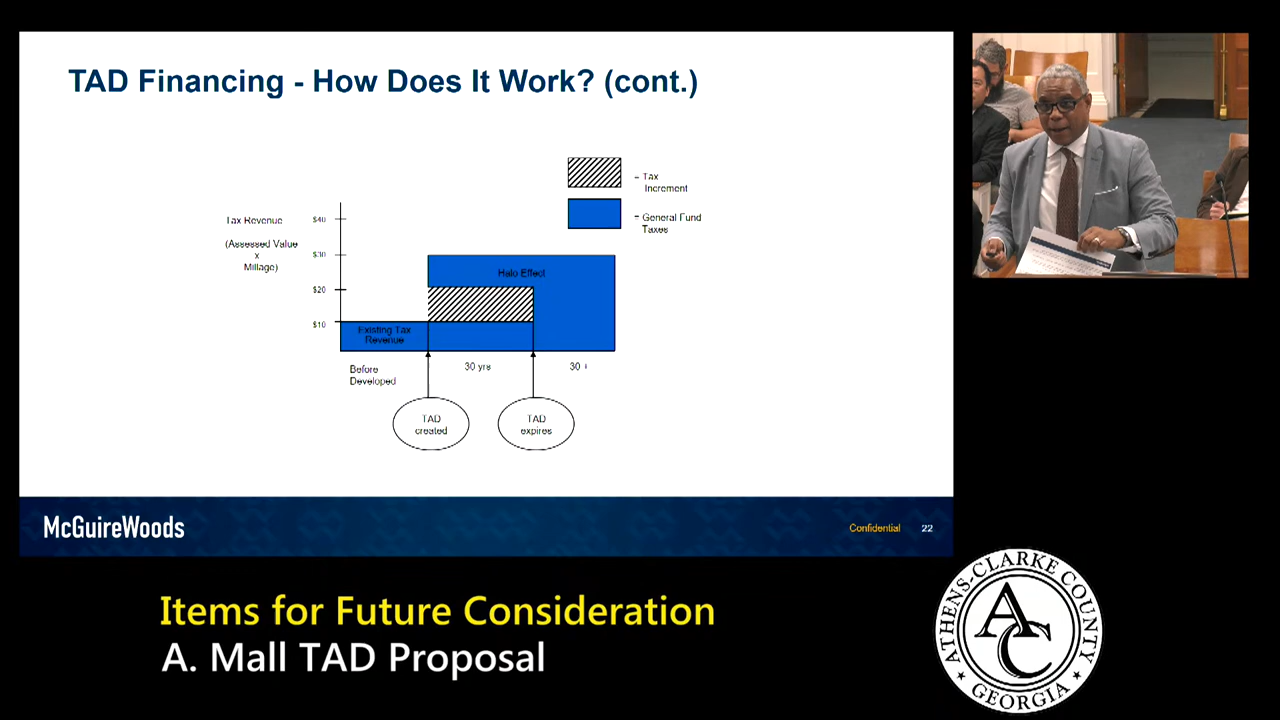 TAD Financing - How Does It Work? (cont.)
= Tax
Increment
= General Fund
Taxes
Tax Revenue
(Assessed Value
x
Millage)
$40
$30
$20
$10
Halo Effect
Existing Tax
Revenue
Before
Developed
30 yrs
30 +
TAD
created
TAD
expires
McGuireWoods
Confidential
22
Items for Future Consideration
A. Mall TAD Proposal
ATHENS-CLARKE COUNTY
AC
GEORGIA